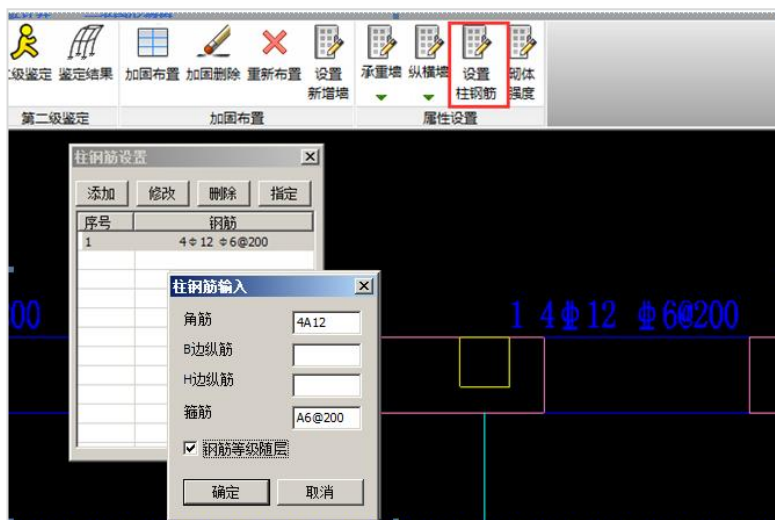 级鉴定 鉴定结果 加固布置 加固删除 重新布置 设置 承重墙 纵横墙 设置
新增墙 柱钢筋 强度
第二级鉴定 加固布置 属性设置
柱钢筋设置
添加 修改 删除 指定
序号 钢筋
1 4⏀12 ⏀6@200
00 1 4⏀12 ⏀6@200
柱钢筋输入
角筋 4A12
B边纵筋
H边纵筋
箍筋 A6@200
钢筋等级随层
确定 取消